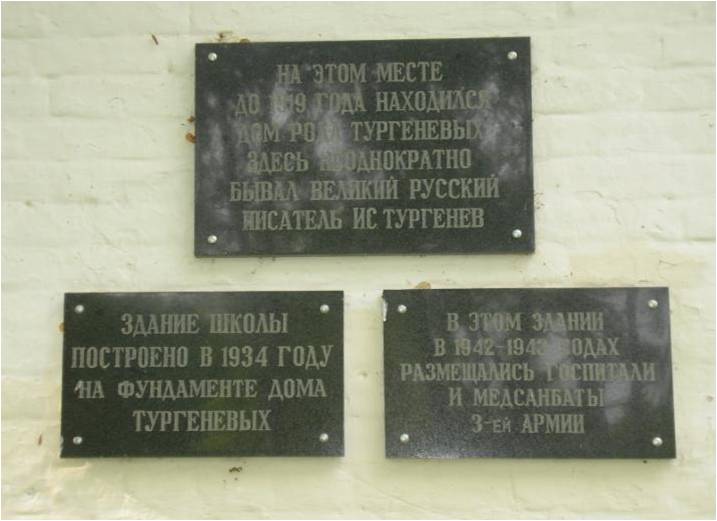 НА ЭТОМ МЕСТЕ
ДО 1919 ГОДА НАХОДИЛСЯ
ДОМ РОДА ТУРГЕНЕВЫХ
ЗДЕСЬ НЕОДНОКРАТНО
БЫВАЛ ВЕЛИКИЙ РУССКИЙ
ПИСАТЕЛЬ И С ТУРГЕНЕВ
ЗДАНИЕ ШКОЛЫ
ПОСТРОЕНО В 1934 ГОДУ
НА ФУНДАМЕНТЕ ДОМА
ТУРГЕНЕВЫХ
В ЭТОМ ЗДАНИИ
В 1942-1943 ГОДАХ
РАЗМЕЩАЛИСЬ ГОСПИТАЛИ
И МЕДСАНБАТЫ
3-ЕЙ АРМИИ